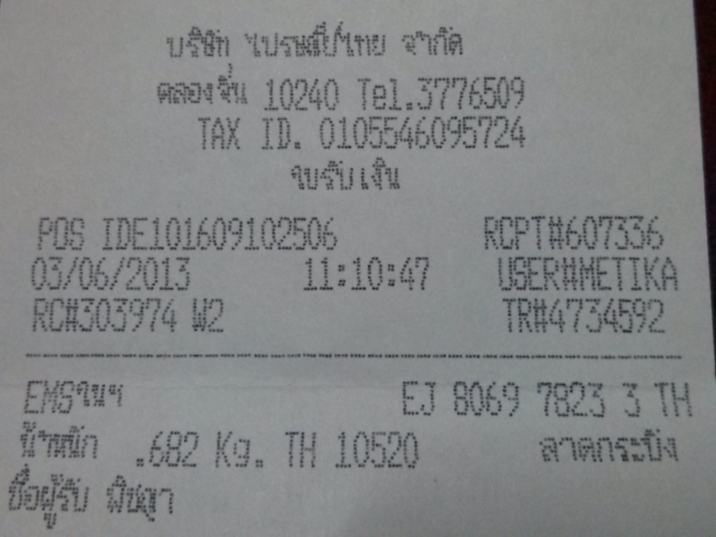 บริษัท ไปรษณีย์ไทย จำกัด
คลองจั่น 10240 Tel.3776509
TAX ID. 0105546095724
ใบรับเงิน
POS IDE101609102506 RCPT#607336
03/06/2013 11:10:47 USER#METIKA
RC#303974 W2 TR#4734592
EMSในฯ EJ 8069 7823 3 TH
น้ำหนัก .682 Kg. TH 10520 ลาดกระบัง
ชื่อผู้รับ พิชญา